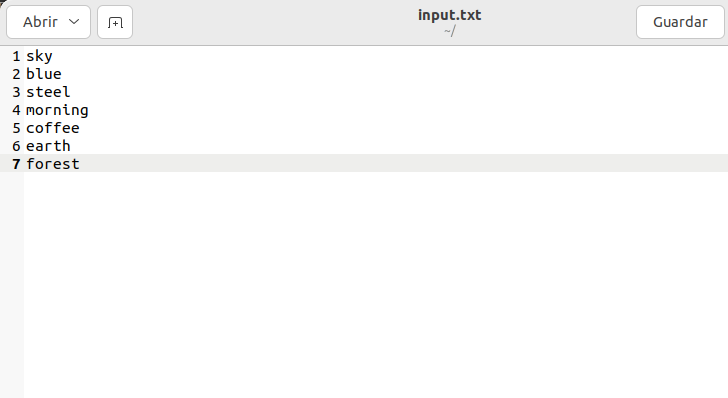 Abrir
input.txt
~/
Guardar
1 sky
2 blue
3 steel
4 morning
5 coffee
6 earth
7 forest